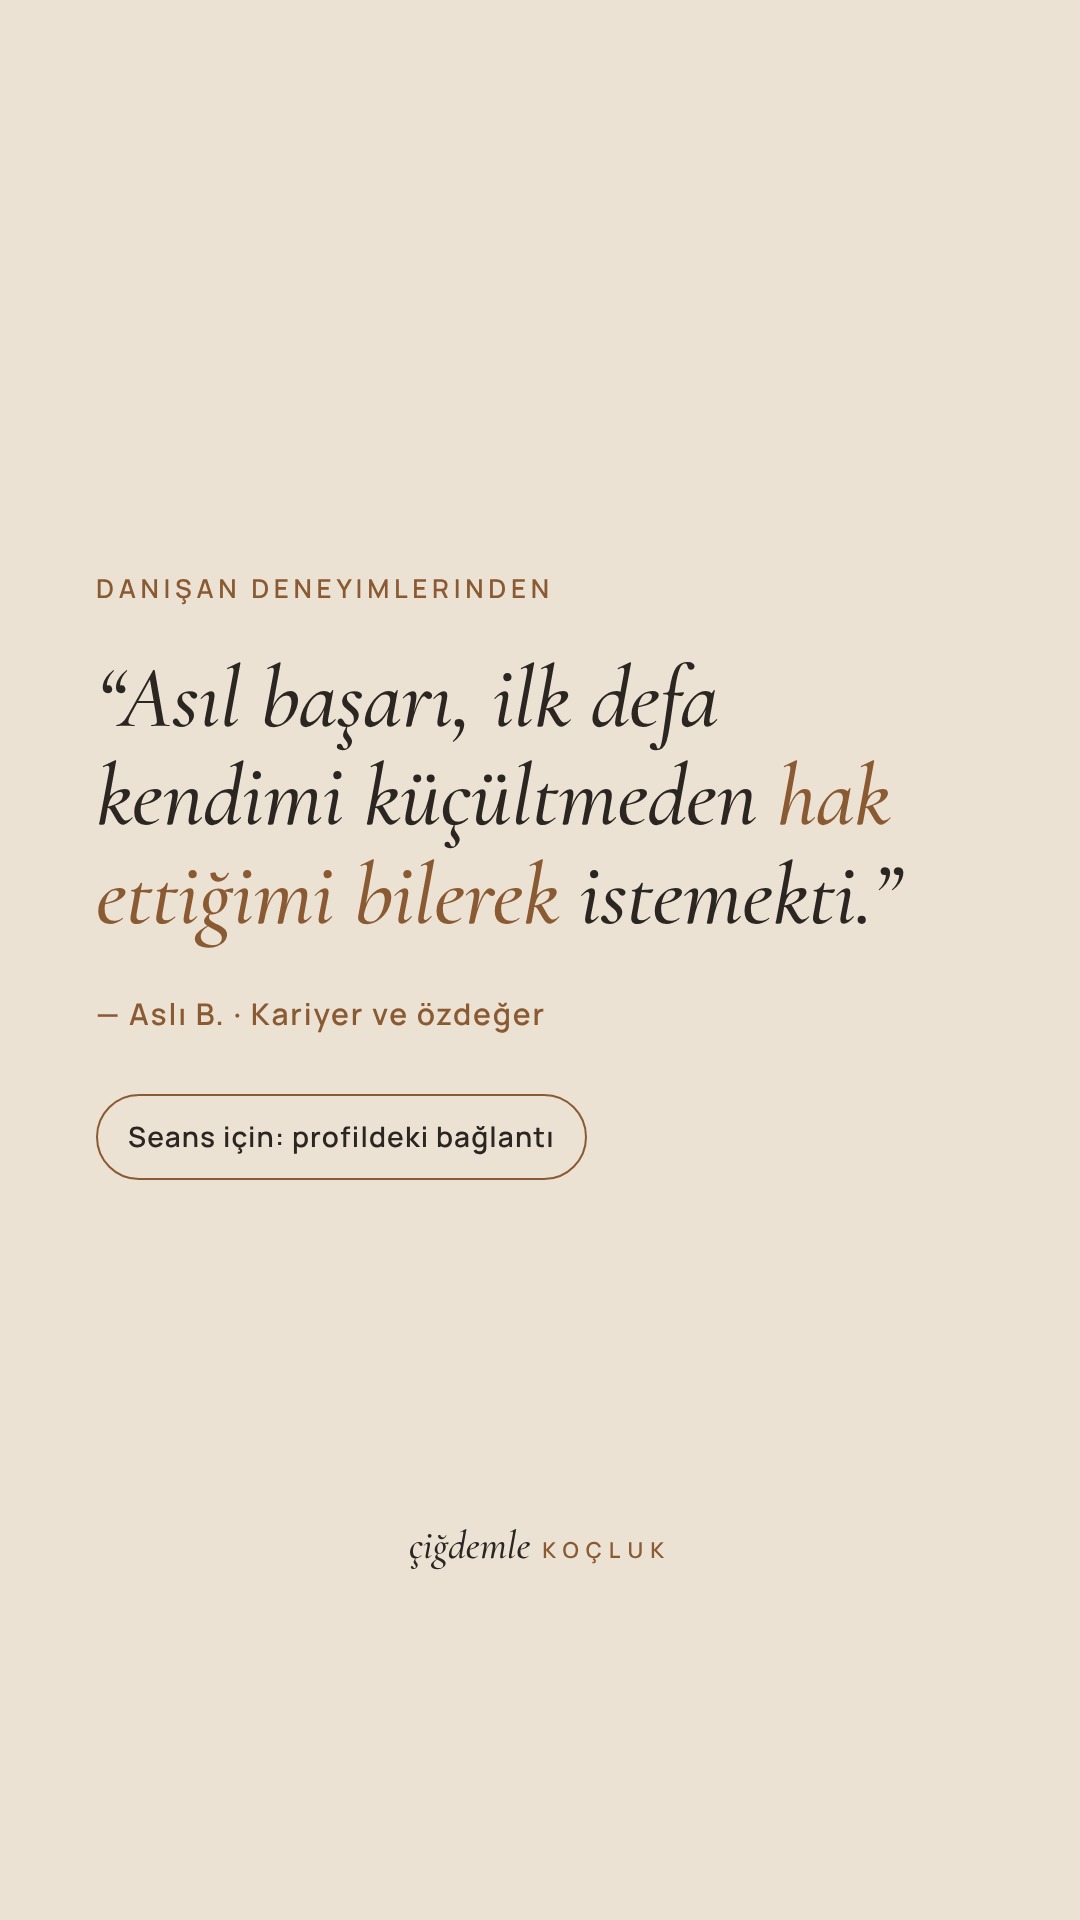 DANIŞAN DENEYIMLERINDEN
“Asıl başarı, ilk defa
kendimi küçültmeden hak
ettiğimi bilerek istemekti.”
— Aslı B. · Kariyer ve özdeğer
Seans için: profildeki bağlantı
çiğdemle KOÇLUK